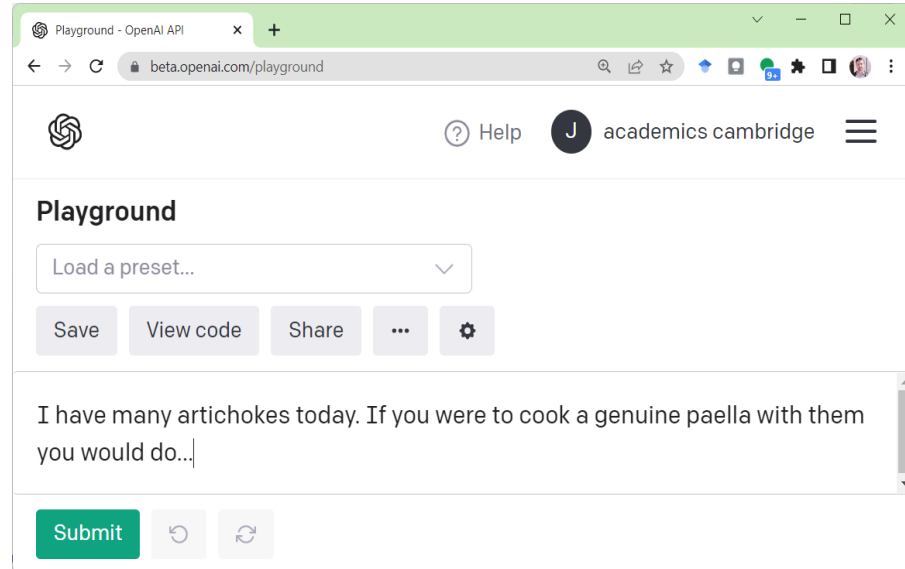 Playground - OpenAI API
beta.openai.com/playground
9+
Help J academics cambridge
Playground
Load a preset...
Save View code Share ...
I have many artichokes today. If you were to cook a genuine paella with them
you would do...
Submit